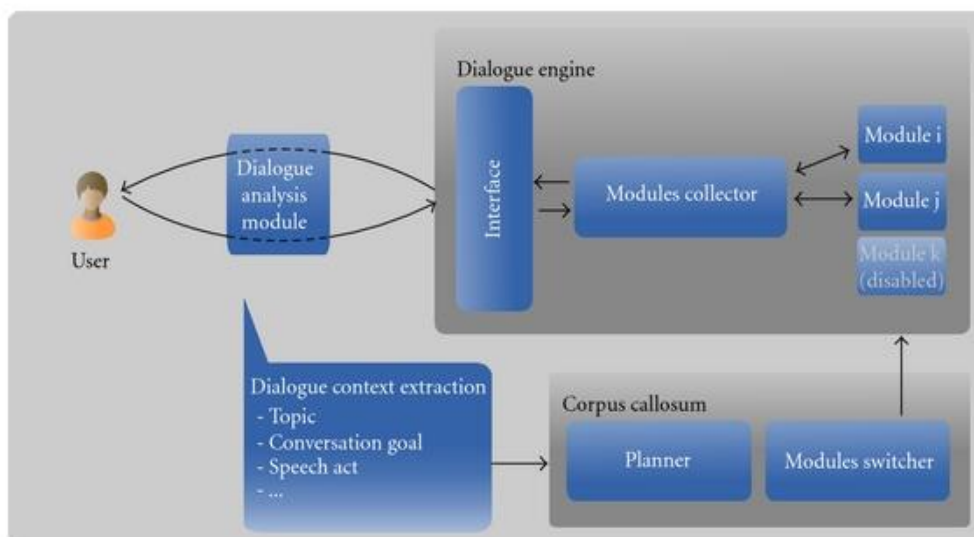 Dialogue engine
Interface
Modules collector
Module i
Module j
Module k
(disabled)
Dialogue
analysis
module
User
Dialogue context extraction
- Topic
- Conversation goal
- Speech act
- ...
Corpus callosum
Planner
Modules switcher